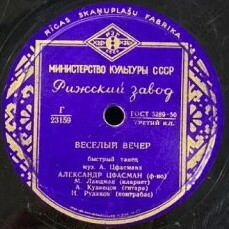 RĪGAS SKAŅUPLAŠU FABRIKA
МИНИСТЕРСТВО КУЛЬТУРЫ СССР
Рижский завод
Г
23159
ГОСТ 5289-50
ТРЕТИЙ КЛ.
ВЕСЕЛЫЙ ВЕЧЕР
быстрый танец
муз. А. Цфасмана
АЛЕКСАНДР ЦФАСМАН (ф-но)
М. Ланцман (кларнет)
А. Кузнецов (гитара)
И. Рудаков (контрабас)